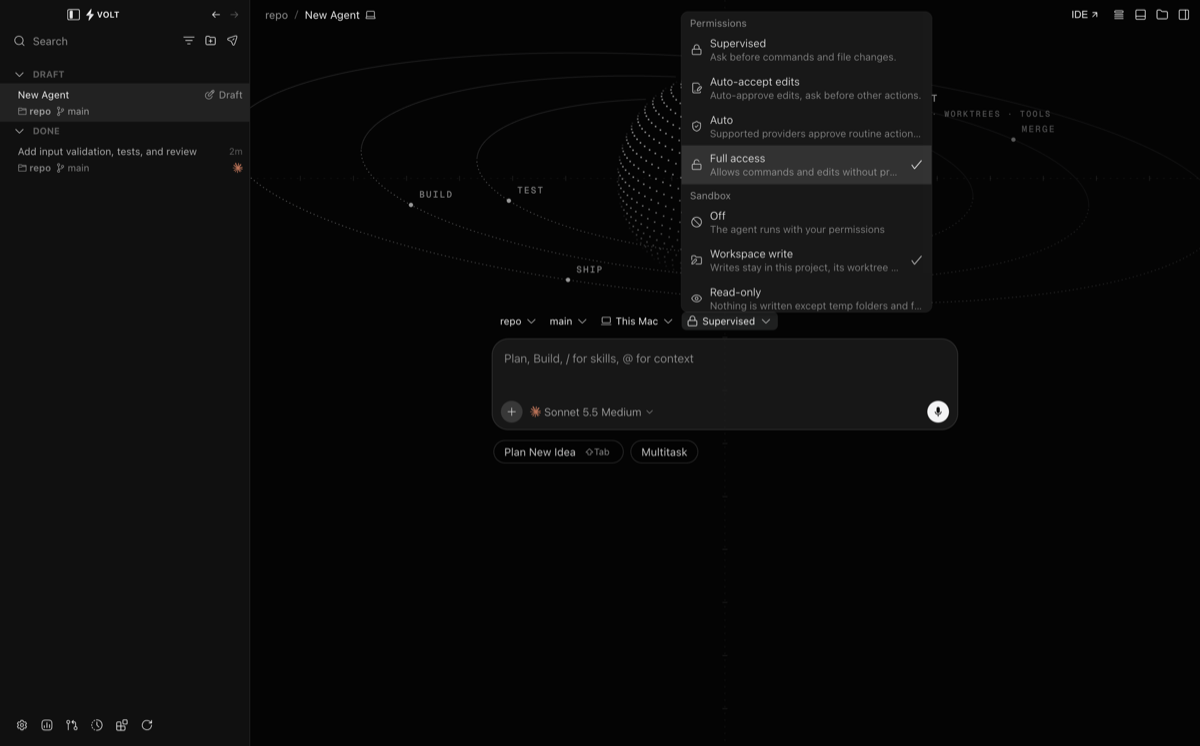 VOLT
Search
DRAFT
New Agent
Draft
repo main
DONE
Add input validation, tests, and review
2m
repo main
repo / New Agent
IDE
BUILD
TEST
SHIP
T
WORKTREES · TOOLS
MERGE
Permissions
Supervised
Ask before commands and file changes.
Auto-accept edits
Auto-approve edits, ask before other actions.
Auto
Supported providers approve routine action...
Full access
Allows commands and edits without pr...
Sandbox
Off
The agent runs with your permissions
Workspace write
Writes stay in this project, its worktree ...
Read-only
Nothing is written except temp folders and f...
repo main This Mac Supervised
Plan, Build, / for skills, @ for context
Sonnet 5.5 Medium
Plan New Idea Tab
Multitask